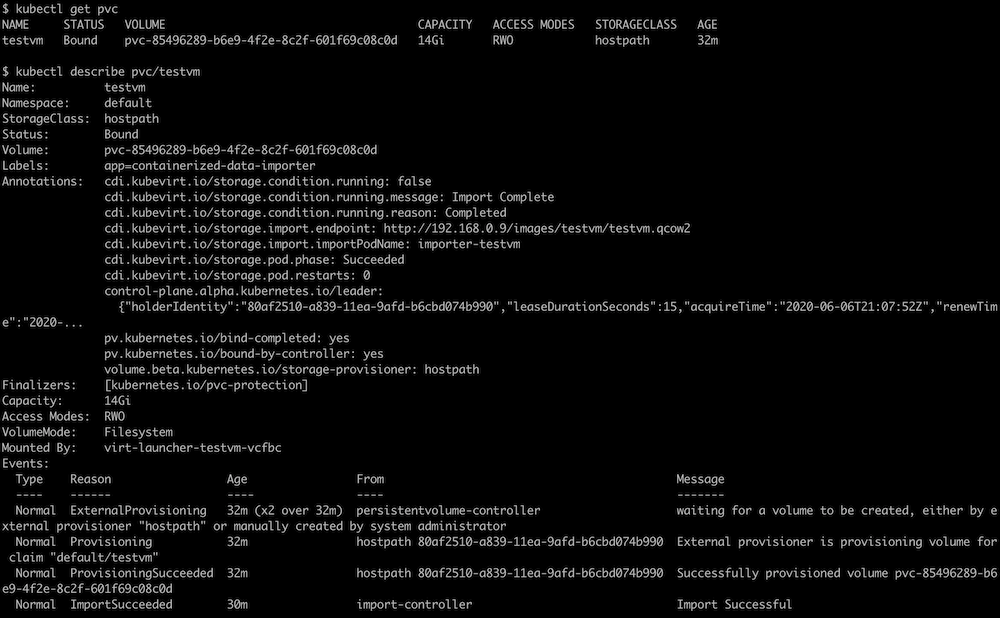 $ kubectl get pvc
NAME     STATUS   VOLUME                                     CAPACITY   ACCESS MODES   STORAGECLASS   AGE
testvm   Bound    pvc-85496289-b6e9-4f2e-8c2f-601f69c08c0d   14Gi       RWO            hostpath       32m
$ kubectl describe pvc/testvm
Name:          testvm
Namespace:     default
StorageClass:  hostpath
Status:        Bound
Volume:        pvc-85496289-b6e9-4f2e-8c2f-601f69c08c0d
Labels:        app=containerized-data-importer
Annotations:   cdi.kubevirt.io/storage.condition.running: false
               cdi.kubevirt.io/storage.condition.running.message: Import Complete
               cdi.kubevirt.io/storage.condition.running.reason: Completed
               cdi.kubevirt.io/storage.import.endpoint: http://192.168.0.9/images/testvm/testvm.qcow2
               cdi.kubevirt.io/storage.import.importPodName: importer-testvm
               cdi.kubevirt.io/storage.pod.phase: Succeeded
               cdi.kubevirt.io/storage.pod.restarts: 0
               control-plane.alpha.kubernetes.io/leader:
                 {"holderIdentity":"80af2510-a839-11ea-9afd-b6cbd074b990","leaseDurationSeconds":15,"acquireTime":"2020-06-06T21:07:52Z","renewTim
e":"2020-...
               pv.kubernetes.io/bind-completed: yes
               pv.kubernetes.io/bound-by-controller: yes
               volume.beta.kubernetes.io/storage-provisioner: hostpath
Finalizers:    [kubernetes.io/pvc-protection]
Capacity:      14Gi
Access Modes:  RWO
VolumeMode:    Filesystem
Mounted By:    virt-launcher-testvm-vcfbc
Events:
  Type    Reason                 Age                From                                           Message
  ----    ------                 ----               ----                                           -------
  Normal  ExternalProvisioning   32m (x2 over 32m)  persistentvolume-controller                    waiting for a volume to be created, either by e
xternal provisioner "hostpath" or manually created by system administrator
  Normal  Provisioning           32m                hostpath 80af2510-a839-11ea-9afd-b6cbd074b990  External provisioner is provisioning volume for
 claim "default/testvm"
  Normal  ProvisioningSucceeded  32m                hostpath 80af2510-a839-11ea-9afd-b6cbd074b990  Successfully provisioned volume pvc-85496289-b6
e9-4f2e-8c2f-601f69c08c0d
  Normal  ImportSucceeded        30m                import-controller                              Import Successful